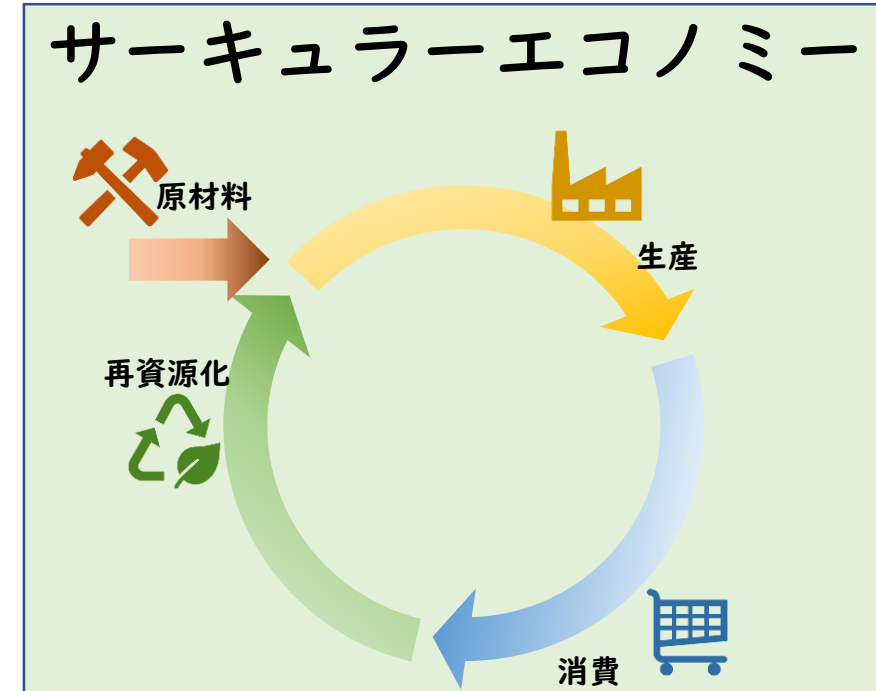 サーキュラーエコノミー
原材料
生産
再資源化
消費